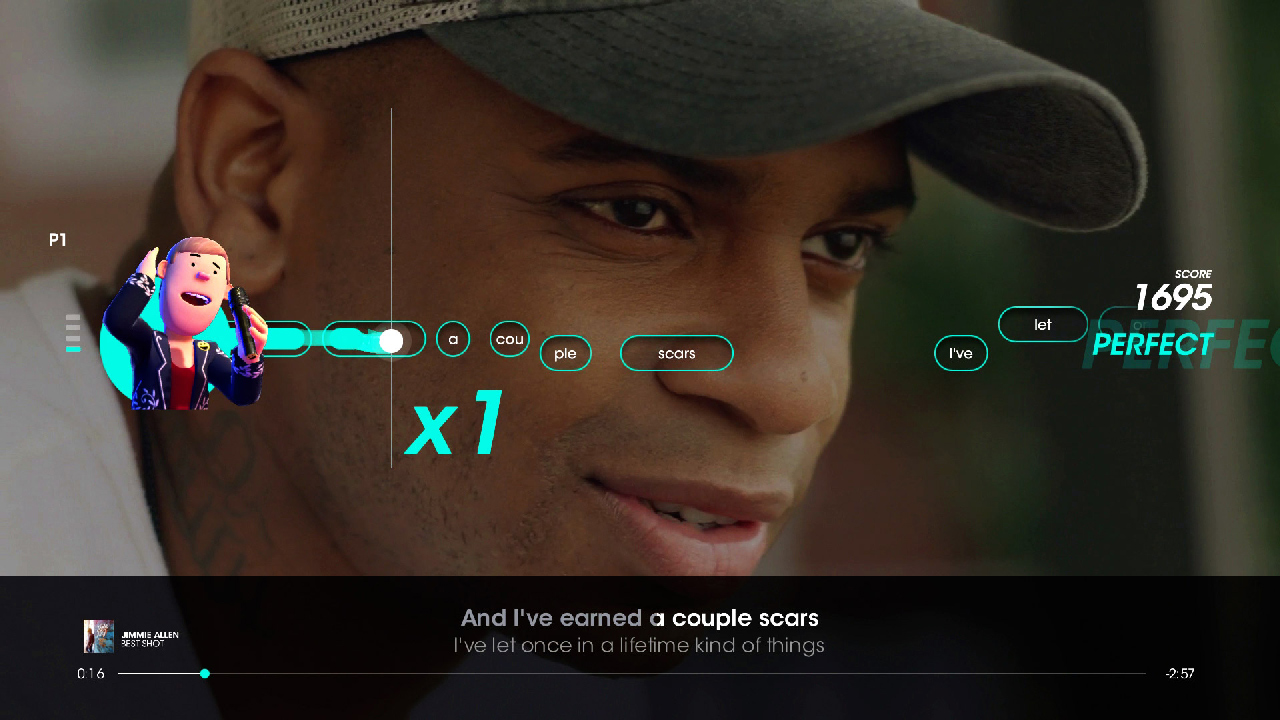 P1
a
cou
ple
scars
I've
let
SCORE
1695
PERFECT
x1
And I've earned a couple scars
I've let once in a lifetime kind of things
JIMMIE ALLEN
BEST SHOT
0:16
-2:57